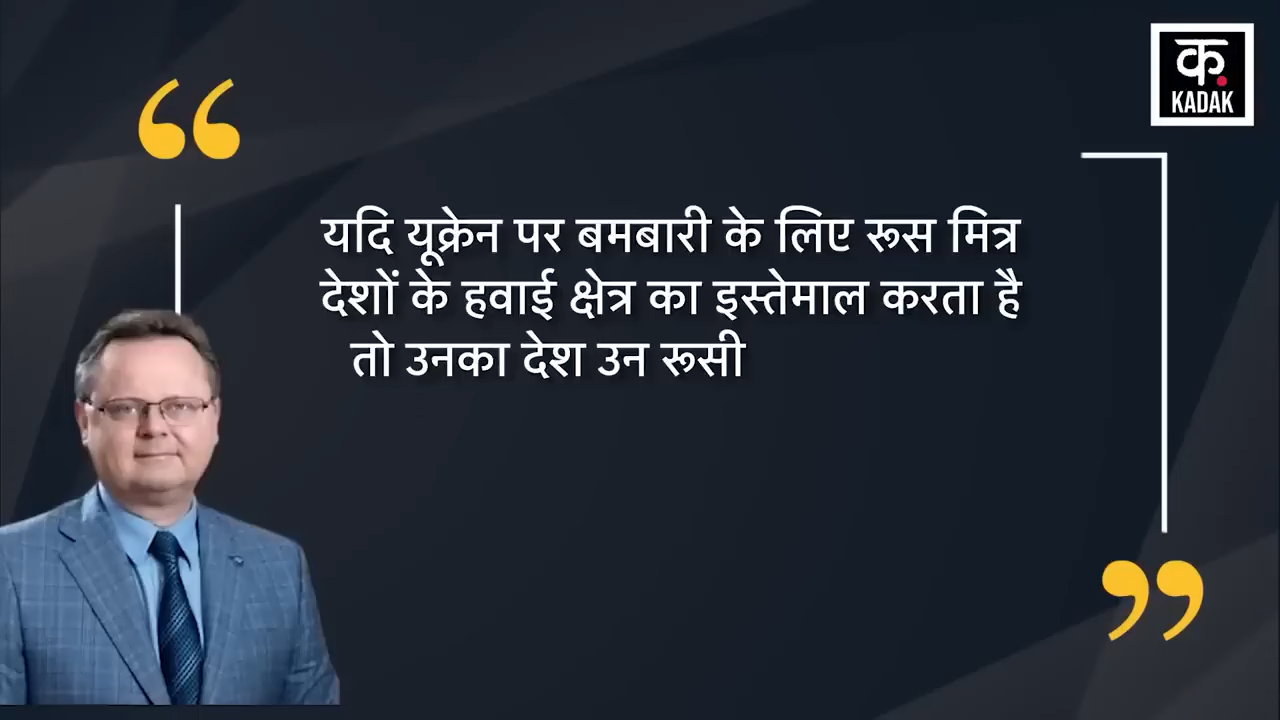 क
KADAK
यदि यूक्रेन पर बमबारी के लिए रूस मित्र
देशों के हवाई क्षेत्र का इस्तेमाल करता है
तो उनका देश उन रूसी